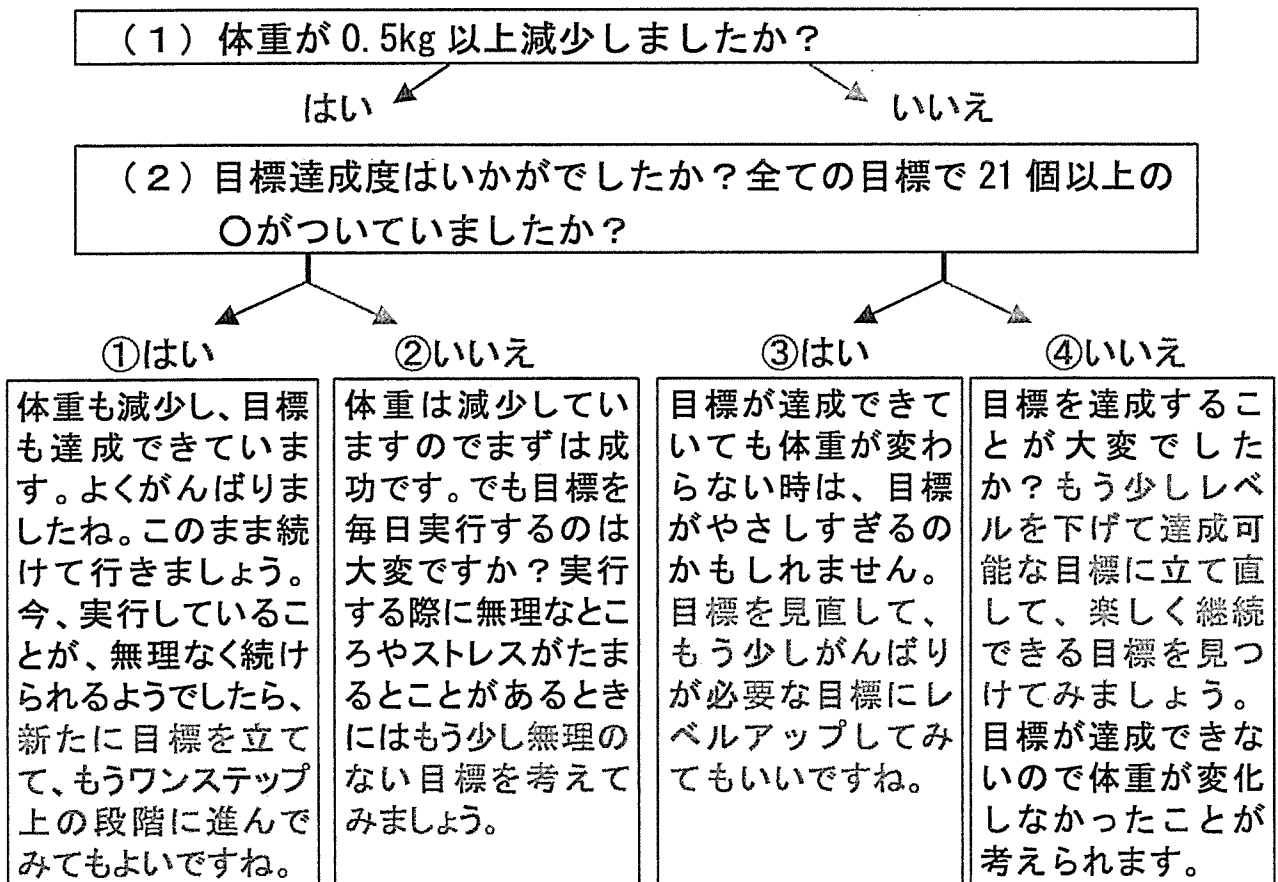 （１）体重が 0.5kg 以上減少しましたか？
はい
いいえ
（２）目標達成度はいかがでしたか？全ての目標で 21 個以上の
〇がついていましたか？
①はい
体重も減少し、目標
も達成できていま
す。よくがんばりま
したね。このまま続
けて行きましょう。
今、実行しているこ
とが、無理なく続け
られるようでしたら、
新たに目標を立て
て、もうワンステップ
上の段階に進んで
みてもよいですね。
②いいえ
体重は減少してい
ますのでまずは成
功です。でも目標を
毎日実行するのは
大変ですか？実行
する際に無理なとこ
ろやストレスがたま
るとことがあるとき
にはもう少し無理の
ない目標を考えて
みましょう。
③はい
目標が達成できて
いても体重が変わ
らない時は、目標
がやさしすぎるの
かもしれません。
目標を見直して、
もう少しがんばり
が必要な目標にレ
ベルアップしてみ
てもいいですね。
④いいえ
目標を達成するこ
とが大変でした
か？もう少しレベ
ルを下げて達成可
能な目標に立て直
して、楽しく継続
できる目標を見つ
けてみましょう。
目標が達成できな
いので体重が変化
しなかったことが
考えられます。